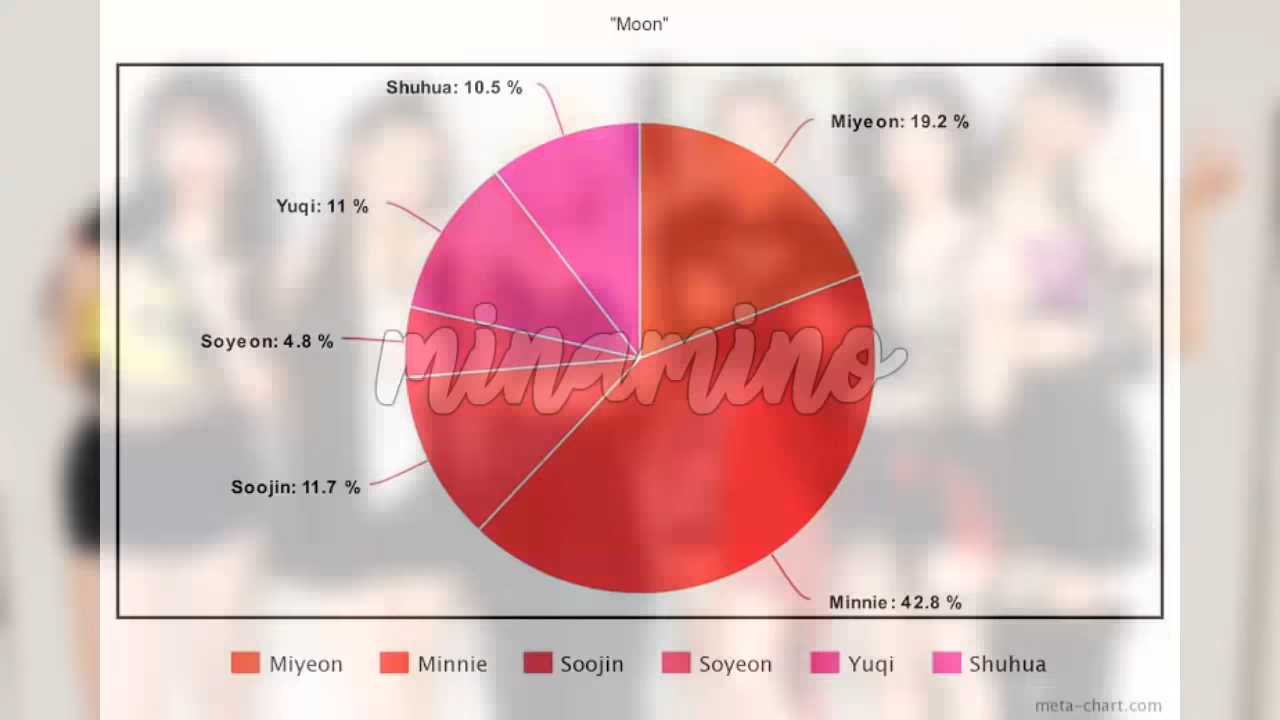 "Moon"
Shuhua: 10.5 %
Miyeon: 19.2 %
Yuqi: 11 %
Soyeon: 4.8 %
minamino
Soojin: 11.7 %
Minnie: 42.8 %
Miyeon Minnie Soojin Soyeon Yuqi Shuhua
meta-chart.com